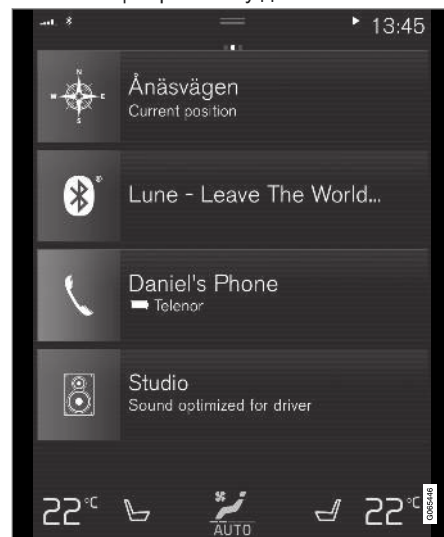 13:45
N
W E
S
Ånäsvägen
Current position
Lune - Leave The World...
Daniel's Phone
Telenor
Studio
Sound optimized for driver
22°C
AUTO
22°C
G065446